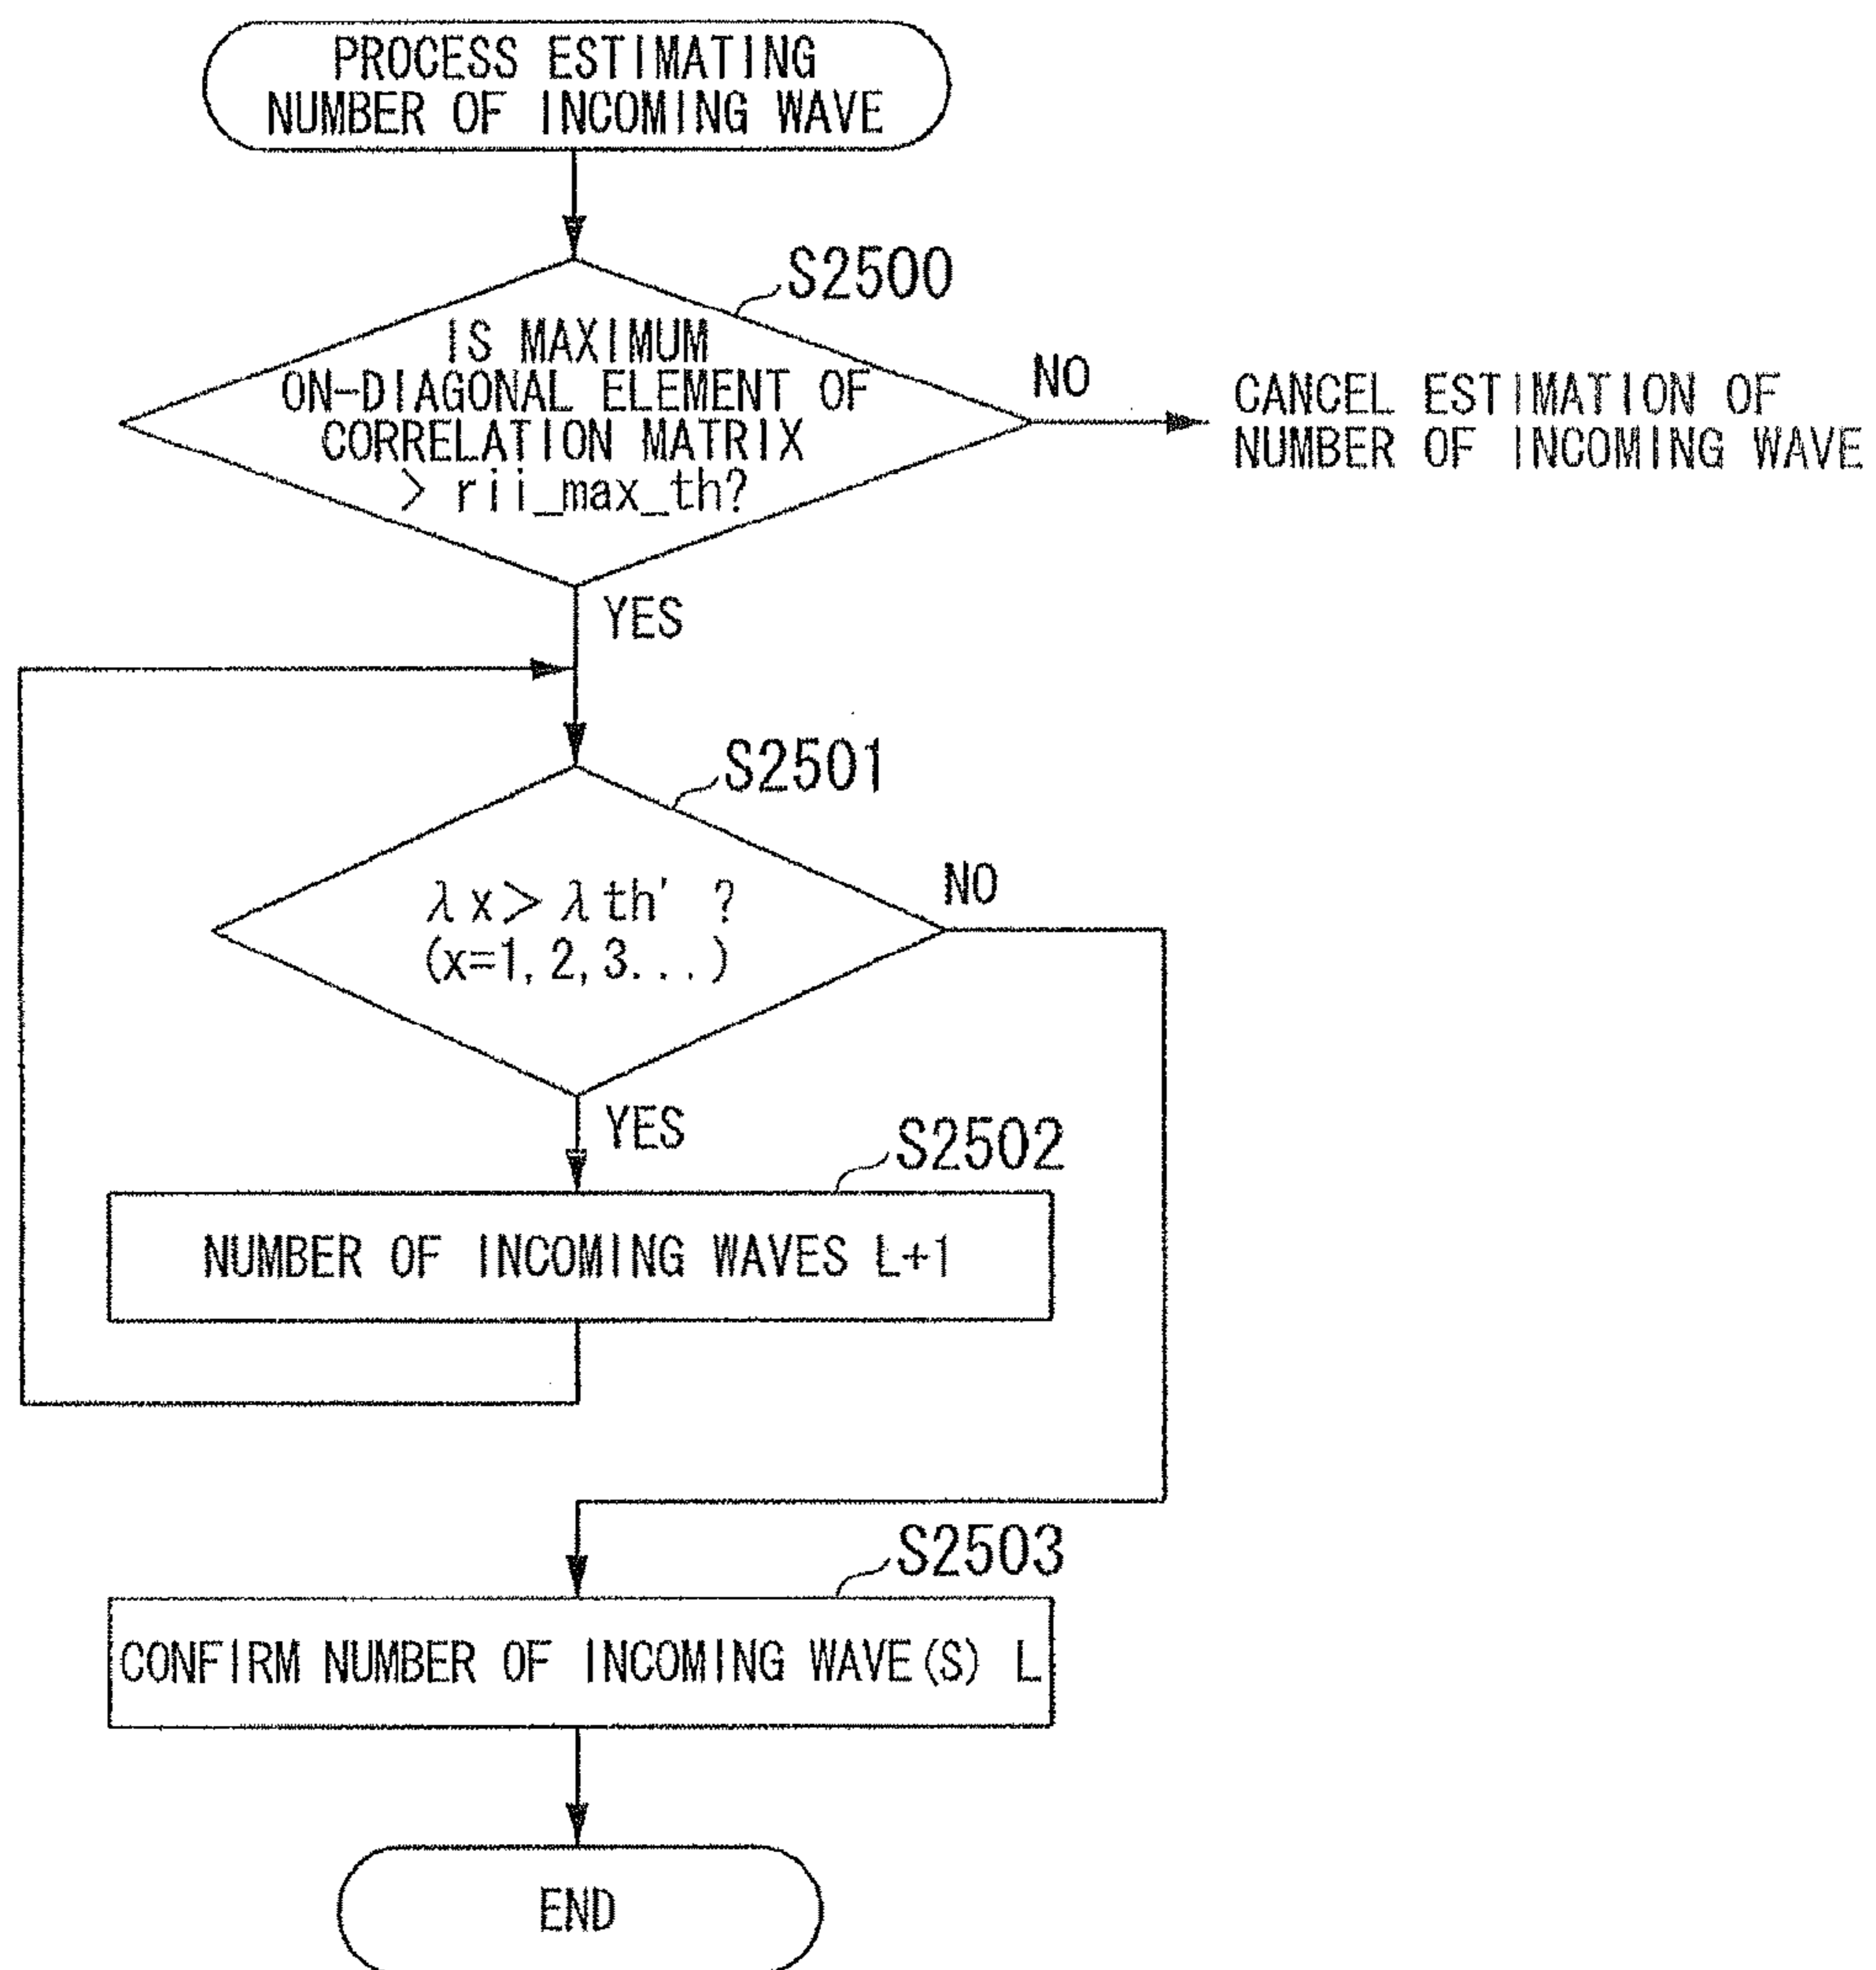 PROCESS ESTIMATING
NUMBER OF INCOMING WAVE
S2500
IS MAXIMUM
ON-DIAGONAL ELEMENT OF
CORRELATION MATRIX
> rii_max_th?
NO
CANCEL ESTIMATION OF
NUMBER OF INCOMING WAVE
YES
S2501
λx> λth' ?
(x=1, 2, 3...)
NO
YES
S2502
NUMBER OF INCOMING WAVES L+1
S2503
CONFIRM NUMBER OF INCOMING WAVE(S) L
END